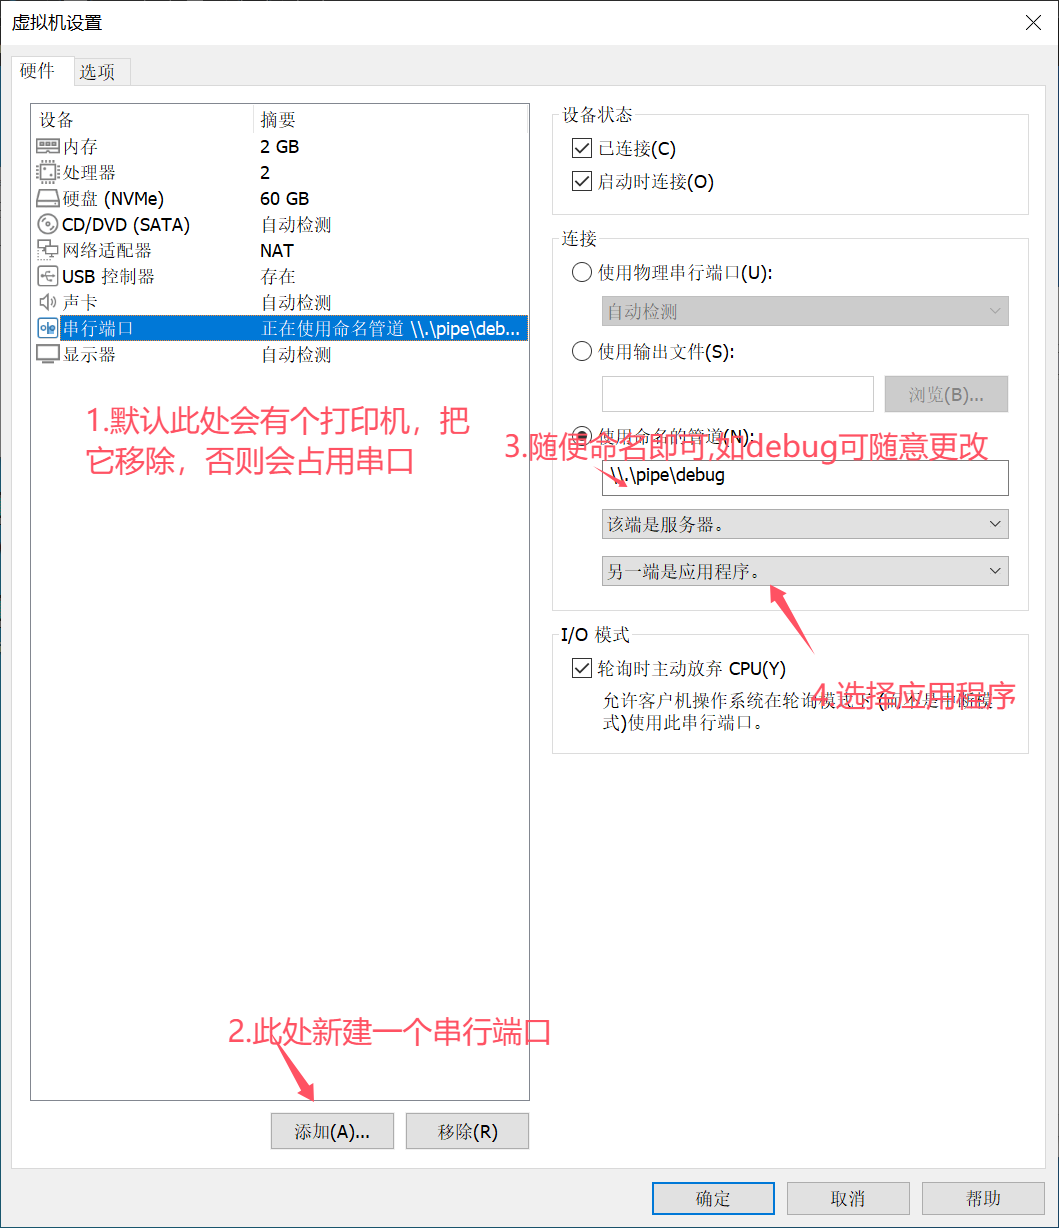 虚拟机设置
硬件
选项
设备 摘要
内存 2 GB
处理器 2
硬盘 (NVMe) 60 GB
CD/DVD (SATA) 自动检测
网络适配器 NAT
USB 控制器 存在
声卡 自动检测
串行端口 正在使用命名管道 \\.\pipe\deb...
显示器 自动检测
1.默认此处会有个打印机，把
它移除，否则会占用串口
2.此处新建一个串行端口
添加(A)...
移除(R)
设备状态
已连接(C)
启动时连接(O)
连接
使用物理串行端口(U):
自动检测
使用输出文件(S):
浏览(B)...
使用命名的管道(N):
3.随便命名即可,如debug可随意更改
\\.\pipe\debug
该端是服务器。
另一端是应用程序。
I/O 模式
轮询时主动放弃 CPU(Y)
4.选择应用程序
允许客户机操作系统在轮询模式下(而不是中断模
式)使用此串行端口。
确定
取消
帮助